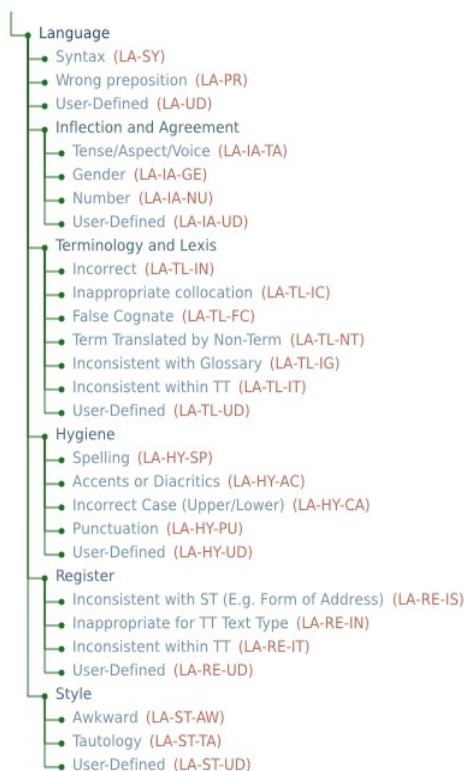 Language
Syntax (LA-SY)
Wrong preposition (LA-PR)
User-Defined (LA-UD)
Inflection and Agreement
Tense/Aspect/Voice (LA-IA-TA)
Gender (LA-IA-GE)
Number (LA-IA-NU)
User-Defined (LA-IA-UD)
Terminology and Lexis
Incorrect (LA-TL-IN)
Inappropriate collocation (LA-TL-IC)
False Cognate (LA-TL-FC)
Term Translated by Non-Term (LA-TL-NT)
Inconsistent with Glossary (LA-TL-IG)
Inconsistent within TT (LA-TL-IT)
User-Defined (LA-TL-UD)
Hygiene
Spelling (LA-HY-SP)
Accents or Diacritics (LA-HY-AC)
Incorrect Case (Upper/Lower) (LA-HY-CA)
Punctuation (LA-HY-PU)
User-Defined (LA-HY-UD)
Register
Inconsistent with ST (E.g. Form of Address) (LA-RE-IS)
Inappropriate for TT Text Type (LA-RE-IN)
Inconsistent within TT (LA-RE-IT)
User-Defined (LA-RE-UD)
Style
Awkward (LA-ST-AW)
Tautology (LA-ST-TA)
User-Defined (LA-ST-UD)